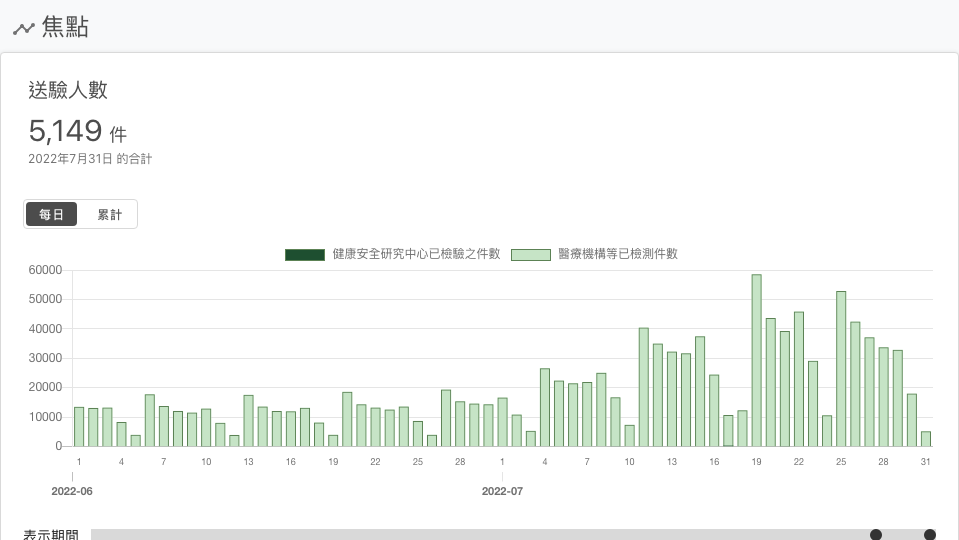 焦點
送驗人數
5,149 件
2022年7月31日 的合計
每日 累計
健康安全研究中心已檢驗之件數 醫療機構等已檢測件數
60000
50000
40000
30000
20000
10000
0
1 4 7 10 13 16 19 22 25 28 1 4 7 10 13 16 19 22 25 28 31
2022-06 2022-07
表示期間